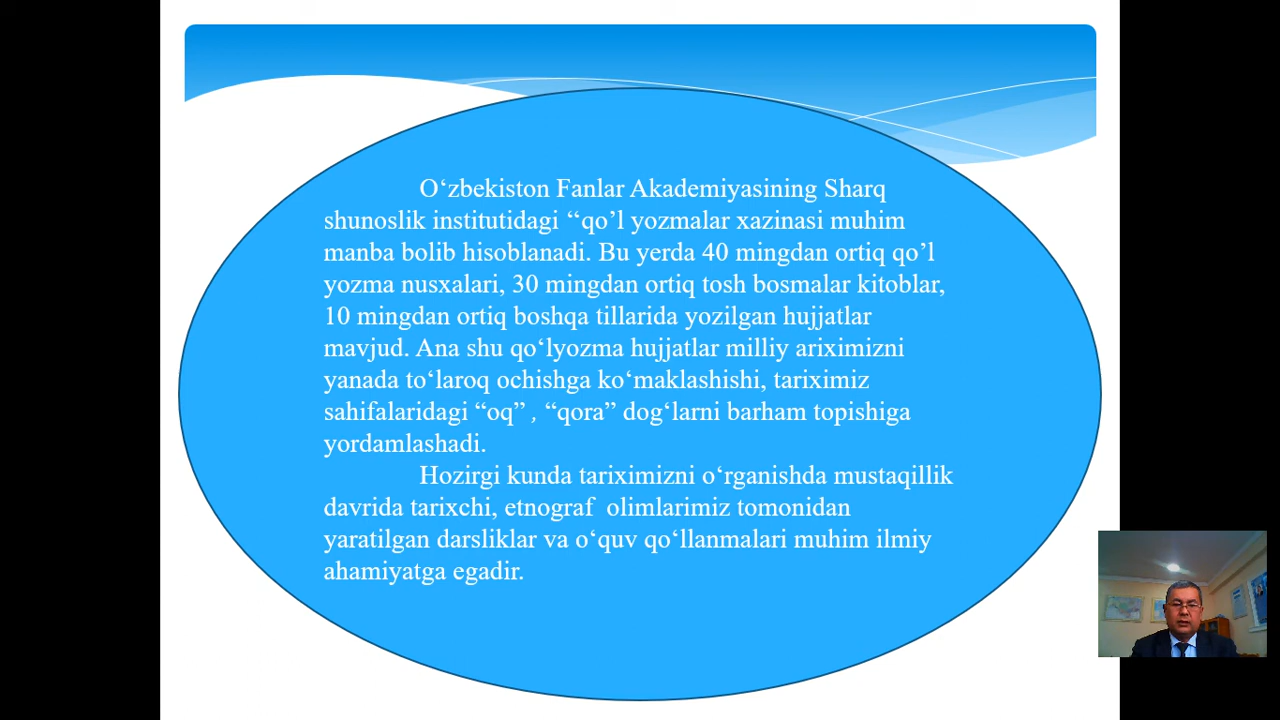 O‘zbekiston Fanlar Akademiyasining Sharq
shunoslik institutidagi “qo’l yozmalar xazinasi muhim
manba bolib hisoblanadi. Bu yerda 40 mingdan ortiq qo’l
yozma nusxalari, 30 mingdan ortiq tosh bosmalar kitoblar,
10 mingdan ortiq boshqa tillarida yozilgan hujjatlar
mavjud. Ana shu qo‘lyozma hujjatlar milliy ariximizni
yanada to‘laroq ochishga ko‘maklashishi, tariximiz
sahifalaridagi “oq” , “qora” dog‘larni barham topishiga
yordamlashadi.
Hozirgi kunda tariximizni o‘rganishda mustaqillik
davrida tarixchi, etnograf  olimlarimiz tomonidan
yaratilgan darsliklar va o‘quv qo‘llanmalari muhim ilmiy
ahamiyatga egadir.